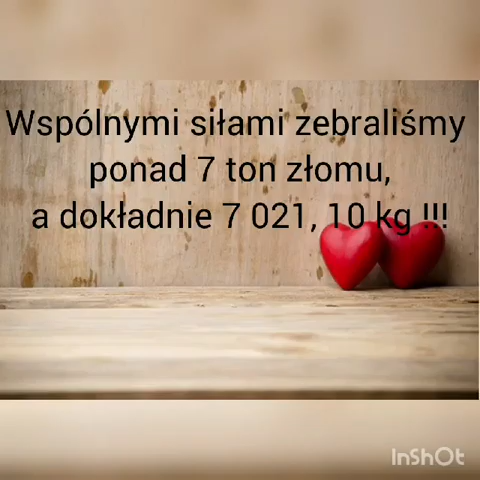 Wspólnymi siłami zebraliśmy
ponad 7 ton złomu,
a dokładnie 7 021, 10 kg !!!
InShOt